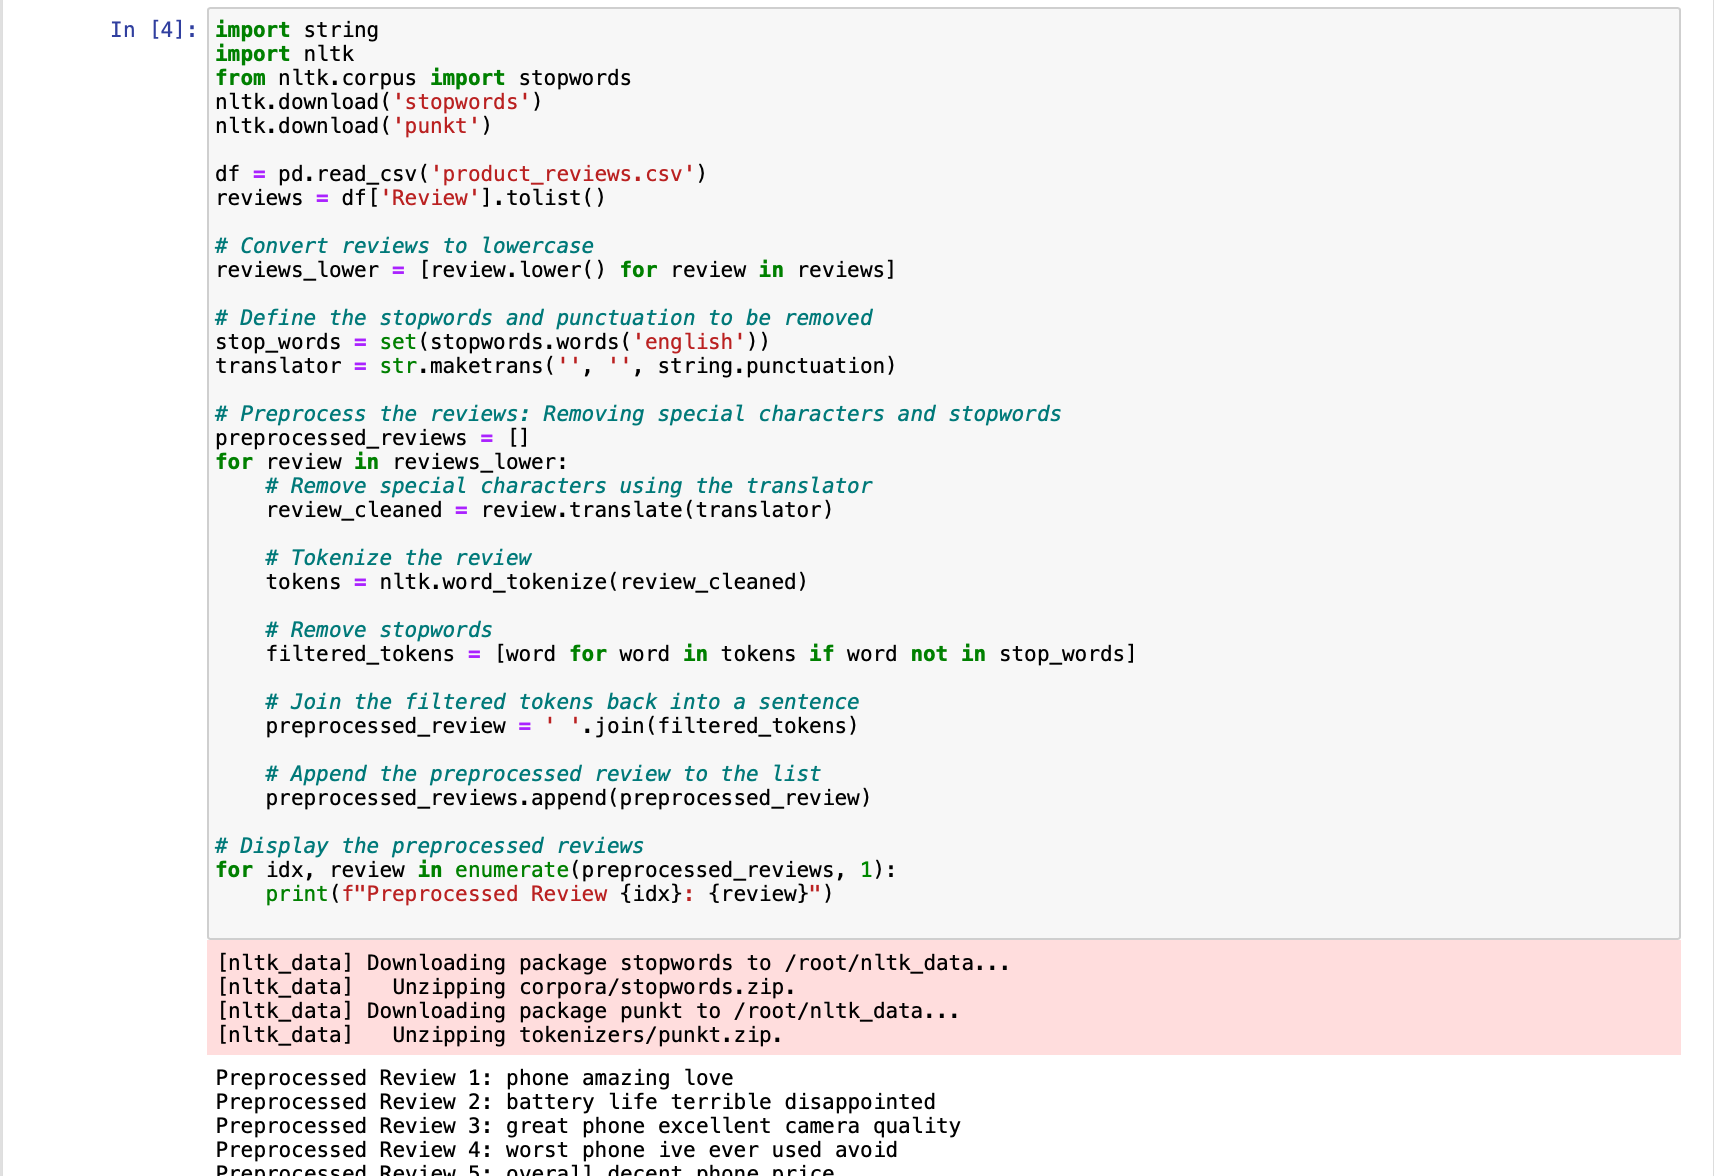 In [4]:
import string
import nltk
from nltk.corpus import stopwords
nltk.download('stopwords')
nltk.download('punkt')

df = pd.read_csv('product_reviews.csv')
reviews = df['Review'].tolist()

# Convert reviews to lowercase
reviews_lower = [review.lower() for review in reviews]

# Define the stopwords and punctuation to be removed
stop_words = set(stopwords.words('english'))
translator = str.maketrans('', '', string.punctuation)

# Preprocess the reviews: Removing special characters and stopwords
preprocessed_reviews = []
for review in reviews_lower:
    # Remove special characters using the translator
    review_cleaned = review.translate(translator)

    # Tokenize the review
    tokens = nltk.word_tokenize(review_cleaned)

    # Remove stopwords
    filtered_tokens = [word for word in tokens if word not in stop_words]

    # Join the filtered tokens back into a sentence
    preprocessed_review = ' '.join(filtered_tokens)

    # Append the preprocessed review to the list
    preprocessed_reviews.append(preprocessed_review)

# Display the preprocessed reviews
for idx, review in enumerate(preprocessed_reviews, 1):
    print(f"Preprocessed Review {idx}: {review}")

[nltk_data] Downloading package stopwords to /root/nltk_data...
[nltk_data]   Unzipping corpora/stopwords.zip.
[nltk_data] Downloading package punkt to /root/nltk_data...
[nltk_data]   Unzipping tokenizers/punkt.zip.

Preprocessed Review 1: phone amazing love
Preprocessed Review 2: battery life terrible disappointed
Preprocessed Review 3: great phone excellent camera quality
Preprocessed Review 4: worst phone ive ever used avoid
Preprocessed Review 5: overall decent phone price